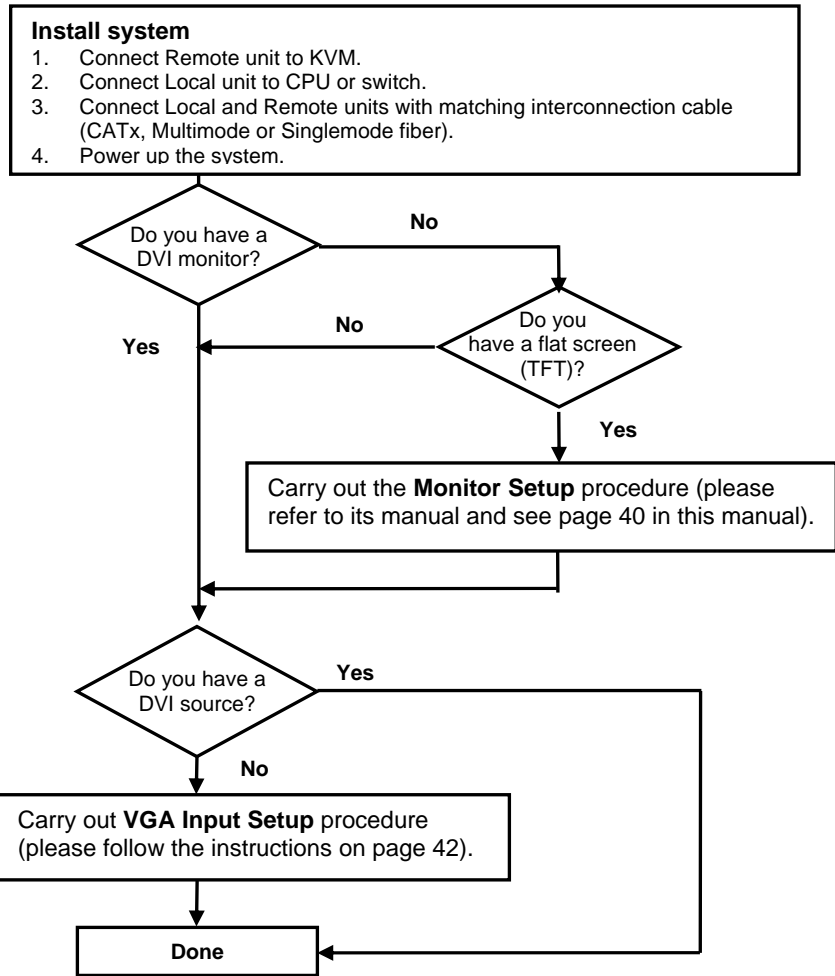 Install system
1. Connect Remote unit to KVM.
2. Connect Local unit to CPU or switch.
3. Connect Local and Remote units with matching interconnection cable
(CATx, Multimode or Singlemode fiber).
4. Power up the system.
Do you have a
DVI monitor?
No
Yes
No
Do you
have a flat screen
(TFT)?
Yes
Carry out the Monitor Setup procedure (please
refer to its manual and see page 40 in this manual).
Do you have a
DVI source?
Yes
No
Carry out VGA Input Setup procedure
(please follow the instructions on page 42).
Done